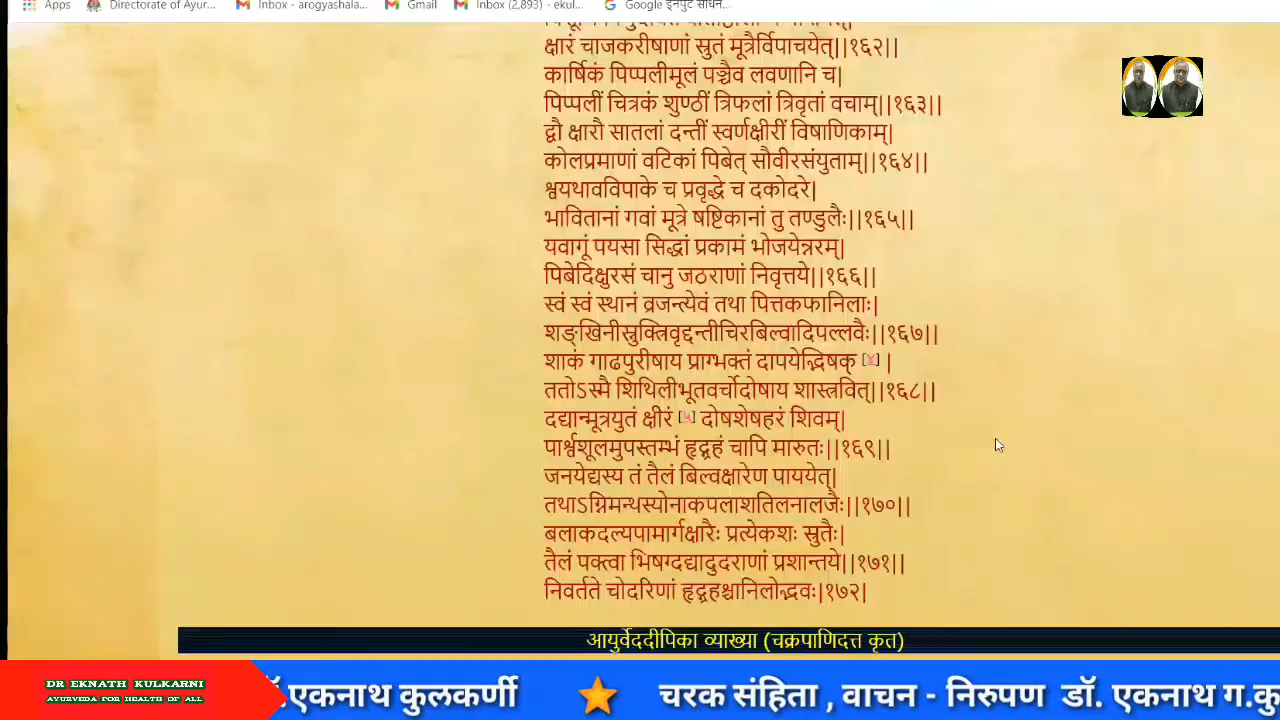 Apps Directorate of Ayur... Inbox - arogyashala... Gmail Inbox (2,893) - ekul... Google इनपुट साधन...
क्षारं चाजकरीषाणां स्रुतं मूत्रैर्विपाचयेत्||१६२||
कार्षिकं पिप्पलीमूलं पञ्चैव लवणानि च|
पिप्पलीं चित्रकं शुण्ठीं त्रिफलां त्रिवृतां वचाम्||१६३||
द्वौ क्षारौ सातलां दन्तीं स्वर्णक्षीरीं विषाणिकाम्|
कोलप्रमाणां वटिकां पिबेत् सौवीरसंयुताम्||१६४||
श्वयथावविपाके च प्रवृद्धे च दकोदरे|
भावितानां गवां मूत्रे षष्टिकानां तु तण्डुलैः||१६५||
यवागूं पयसा सिद्धां प्रकामं भोजयेन्नरम्|
पिबेदिक्षुरसं चानु जठराणां निवृत्तये||१६६||
स्वं स्वं स्थानं व्रजन्त्येवं तथा पित्तकफानिलाः|
शङ्खिनीस्नुक्त्रिवृद्दन्तीचिरबिल्वादिपल्लवैः||१६७||
शाकं गाढपुरीषाय प्राग्भक्तं दापयेद्भिषक् [४] |
ततोऽस्मै शिथिलीभूतवर्चोदोषाय शास्त्रवित्||१६८||
दद्यान्मूत्रयुतं क्षीरं [५] दोषशेषहरं शिवम्|
पार्श्वशूलमुपस्तम्भं हृद्ग्रहं चापि मारुतः||१६९||
जनयेद्यस्य तं तैलं बिल्वक्षारेण पाययेत्|
तथाऽग्निमन्थस्योनाकपलाशतिलनालजैः||१७०||
बलाकदल्यपामार्गक्षारैः प्रत्येकशः स्रुतैः|
तैलं पक्त्वा भिषग्दद्यादुदराणां प्रशान्तये||१७१||
निवर्तते चोदरिणां हृद्ग्रहश्चानिलोद्भवः|१७२|
आयुर्वेददीपिका व्याख्या (चक्रपाणिदत्त कृत)
DR EKNATH KULKARNI
AYURVEDA FOR HEALTH OF ALL
एकनाथ कुलकर्णी चरक संहिता , वाचन - निरुपण डॉ. एकनाथ ग.कु